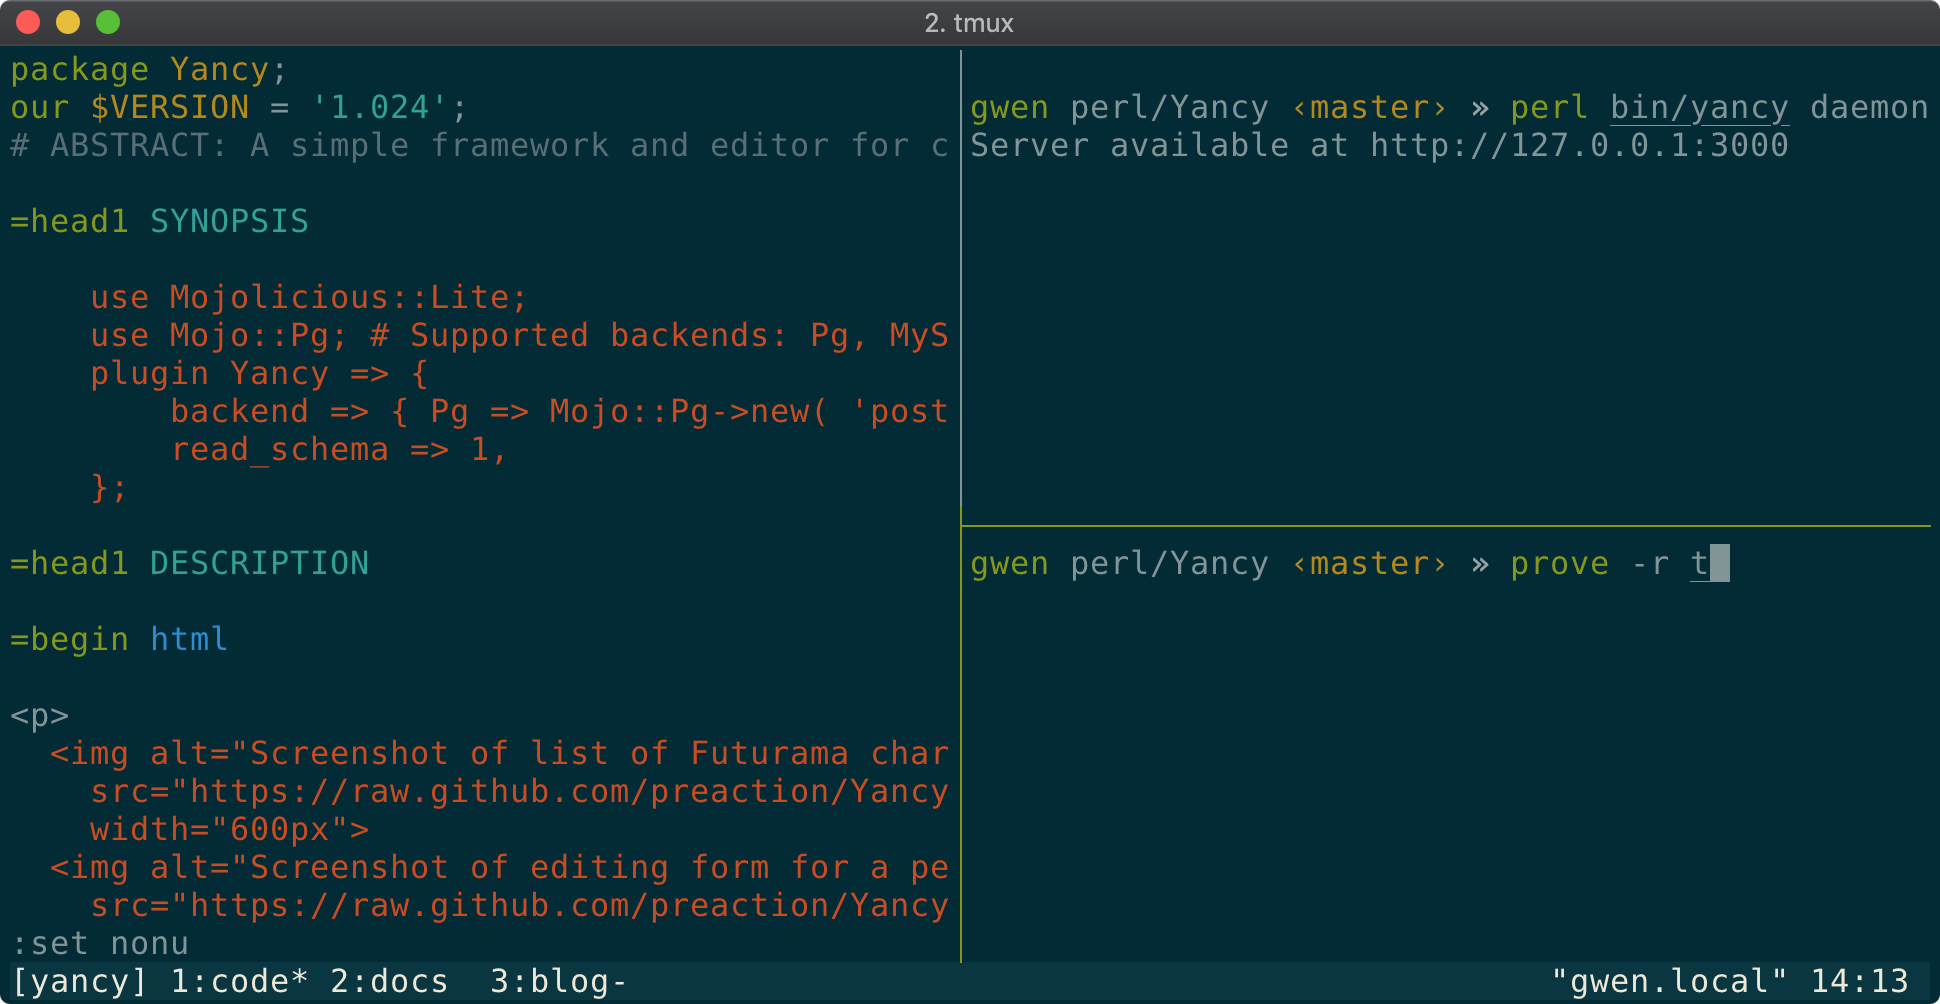 2. tmux
package Yancy;
our $VERSION = '1.024';
# ABSTRACT: A simple framework and editor for c

=head1 SYNOPSIS

    use Mojolicious::Lite;
    use Mojo::Pg; # Supported backends: Pg, MyS
    plugin Yancy => {
        backend => { Pg => Mojo::Pg->new( 'post
        read_schema => 1,
    };

=head1 DESCRIPTION

=begin html

<p>
  <img alt="Screenshot of list of Futurama char
    src="https://raw.github.com/preaction/Yancy
    width="600px">
  <img alt="Screenshot of editing form for a pe
    src="https://raw.github.com/preaction/Yancy
:set nonu
gwen perl/Yancy ‹master› » perl bin/yancy daemon
Server available at http://127.0.0.1:3000
gwen perl/Yancy ‹master› » prove -r t
[yancy] 1:code* 2:docs  3:blog- "gwen.local" 14:13